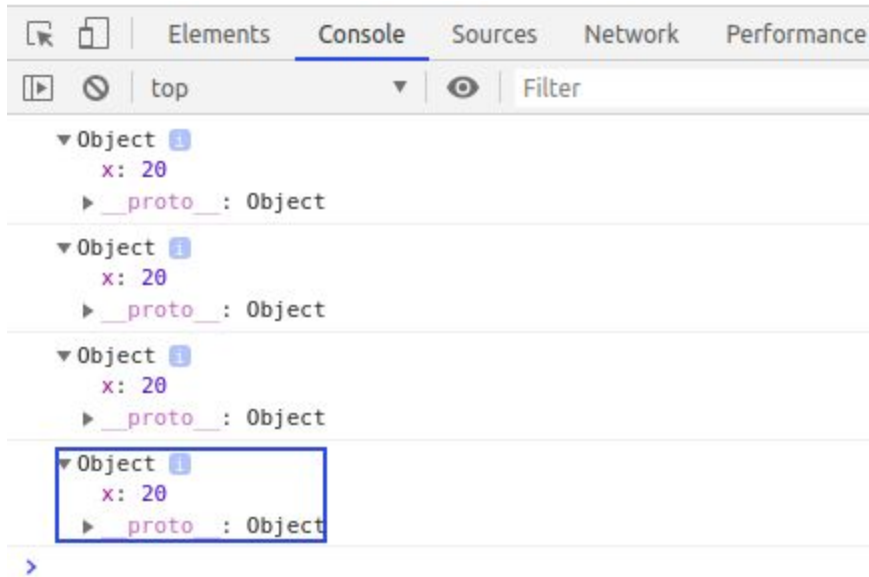 Elements Console Sources Network Performance
top Filter
Object i
x: 20
__proto__: Object
Object i
x: 20
__proto__: Object
Object i
x: 20
__proto__: Object
Object i
x: 20
__proto__: Object